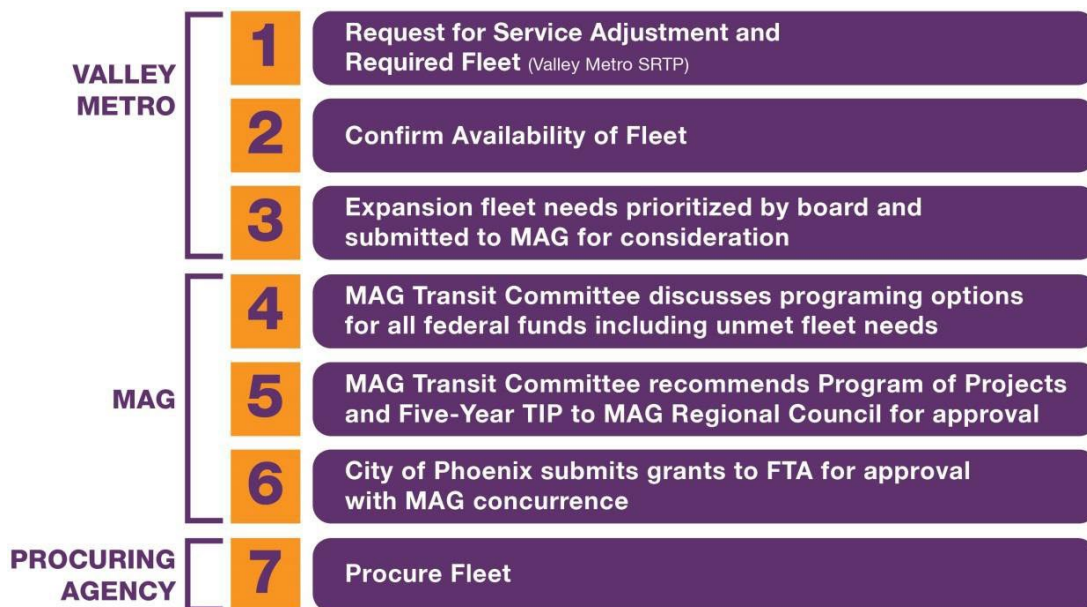 VALLEY
METRO
1
Request for Service Adjustment and
Required Fleet (Valley Metro SRTP)
2
Confirm Availability of Fleet
3
Expansion fleet needs prioritized by board and
submitted to MAG for consideration
MAG
4
MAG Transit Committee discusses programing options
for all federal funds including unmet fleet needs
5
MAG Transit Committee recommends Program of Projects
and Five-Year TIP to MAG Regional Council for approval
6
City of Phoenix submits grants to FTA for approval
with MAG concurrence
PROCURING
AGENCY
7
Procure Fleet